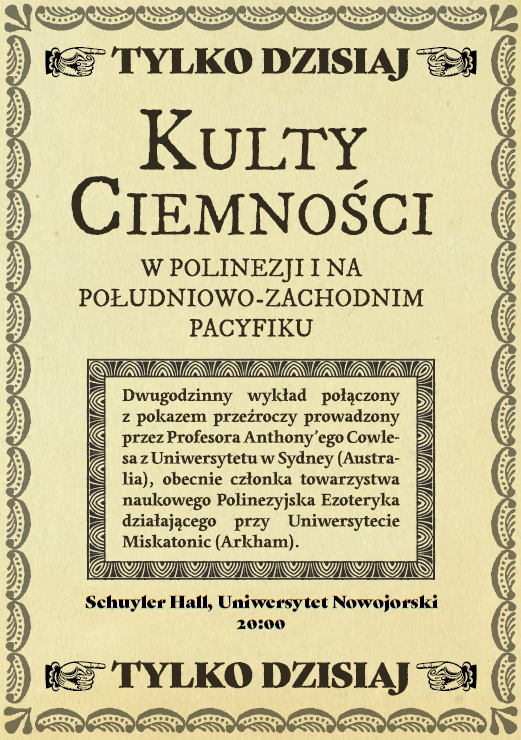 TYLKO DZISIAJ
KULTY
CIEMNOŚCI
W POLINEZJI I NA
POŁUDNIOWO-ZACHODNIM
PACYFIKU
Dwugodzinny wykład połączony
z pokazem przeźroczy prowadzony
przez Profesora Anthony'ego Cowle-
sa z Uniwersytetu w Sydney (Austra-
lia), obecnie członka towarzystwa
naukowego Polinezyjska Ezoteryka
działającego przy Uniwersytecie
Miskatonic (Arkham).
Schuyler Hall, Uniwersytet Nowojorski
20:00
TYLKO DZISIAJ